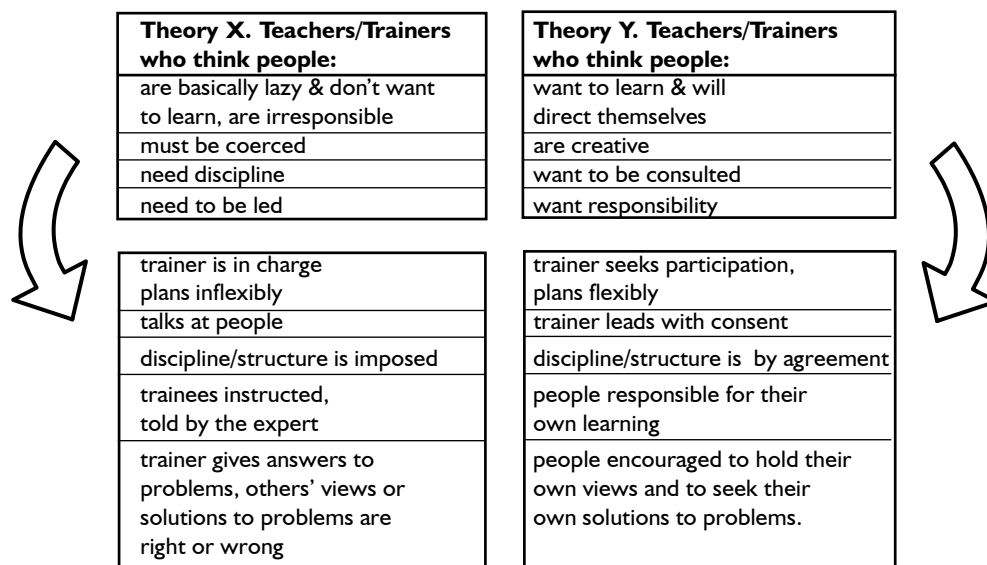 Theory X. Teachers/Trainers
who think people:
are basically lazy & don’t want
to learn, are irresponsible
must be coerced
need discipline
need to be led
trainer is in charge
plans inflexibly
talks at people
discipline/structure is imposed
trainees instructed,
told by the expert
trainer gives answers to
problems, others’ views or
solutions to problems are
right or wrong
Theory Y. Teachers/Trainers
who think people:
want to learn & will
direct themselves
are creative
want to be consulted
want responsibility
trainer seeks participation,
plans flexibly
trainer leads with consent
discipline/structure is by agreement
people responsible for their
own learning
people encouraged to hold their
own views and to seek their
own solutions to problems.